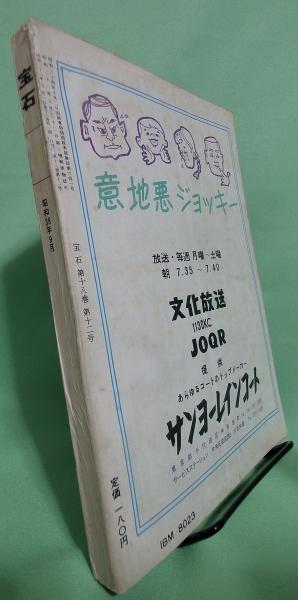 宝石
昭和38年9月
宝石 第十八巻 第十二号
意地悪ジョッキー
放送・毎週月曜〜土曜
朝 7.35〜7.40
文化放送
1130KC
JOQR
提供
あらゆるコートのトップメーカー
サンヨーレインコート
定価一八〇円
IBM 8023